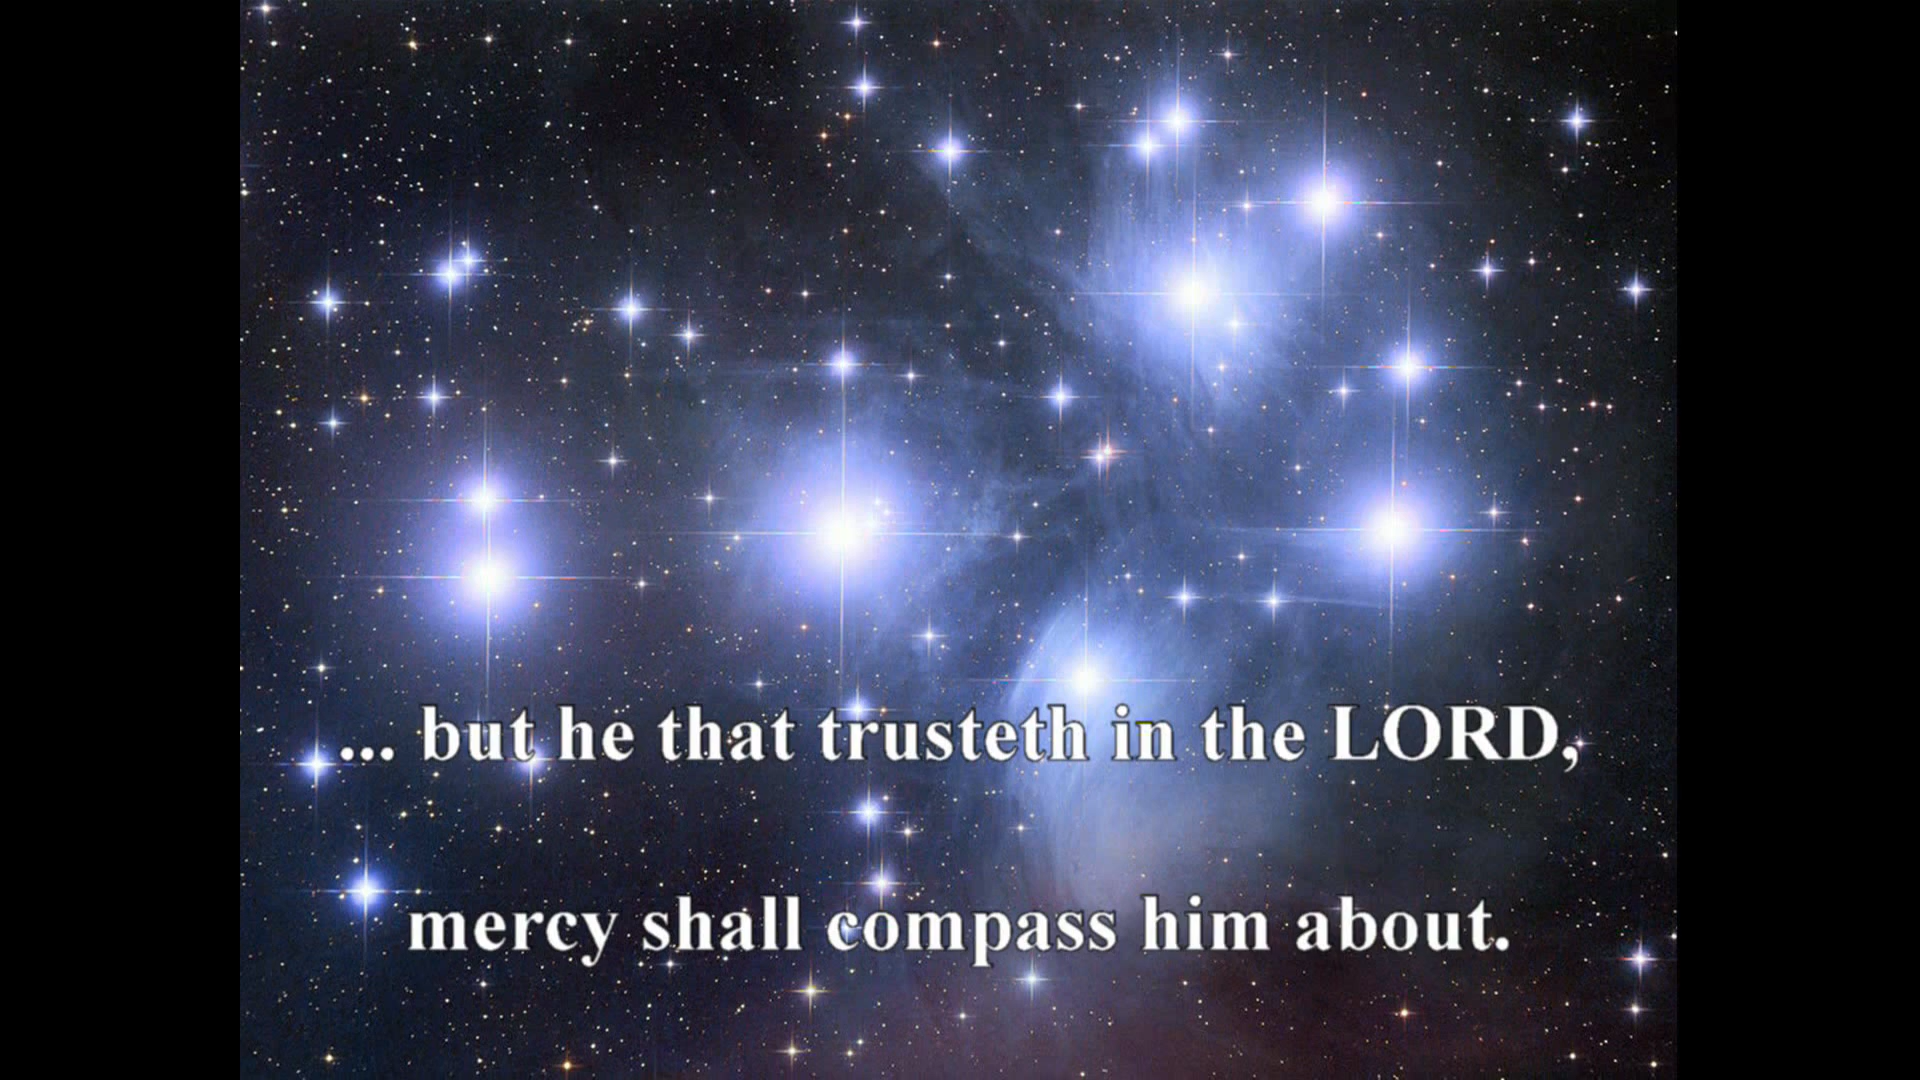 ... but he that trusteth in the LORD,
mercy shall compass him about.